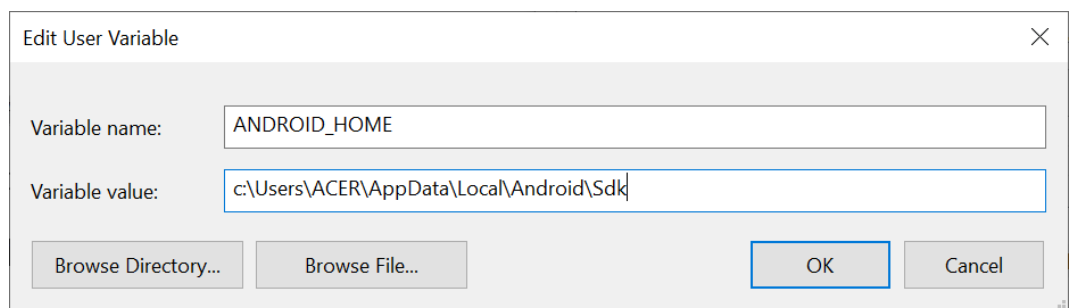 Edit User Variable
Variable name: ANDROID_HOME
Variable value: c:\Users\ACER\AppData\Local\Android\Sdk
Browse Directory... Browse File... OK Cancel